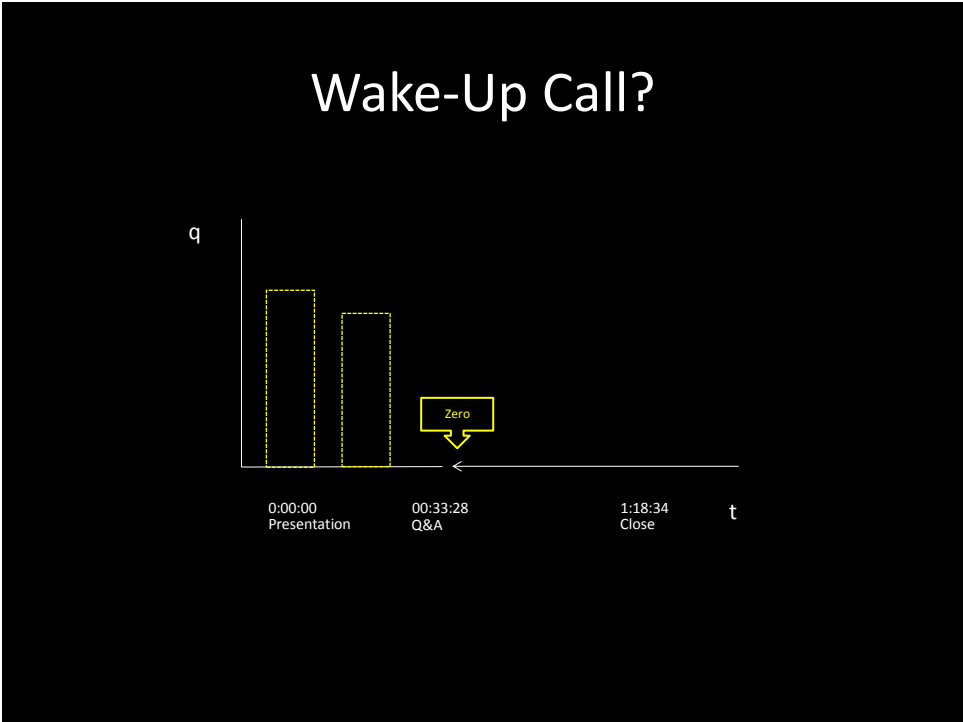 Wake-Up Call?
q
Zero
0:00:00
Presentation
00:33:28
Q&A
1:18:34
Close
t